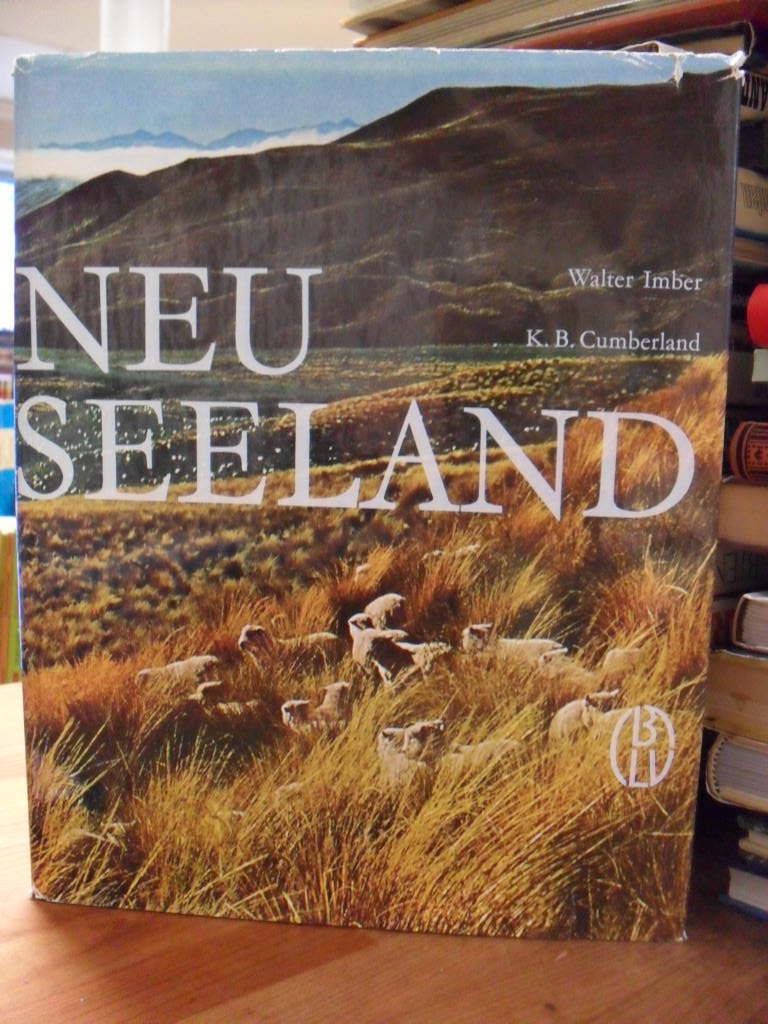 Walter Imber
K. B. Cumberland
NEU
SEELAND
BLV